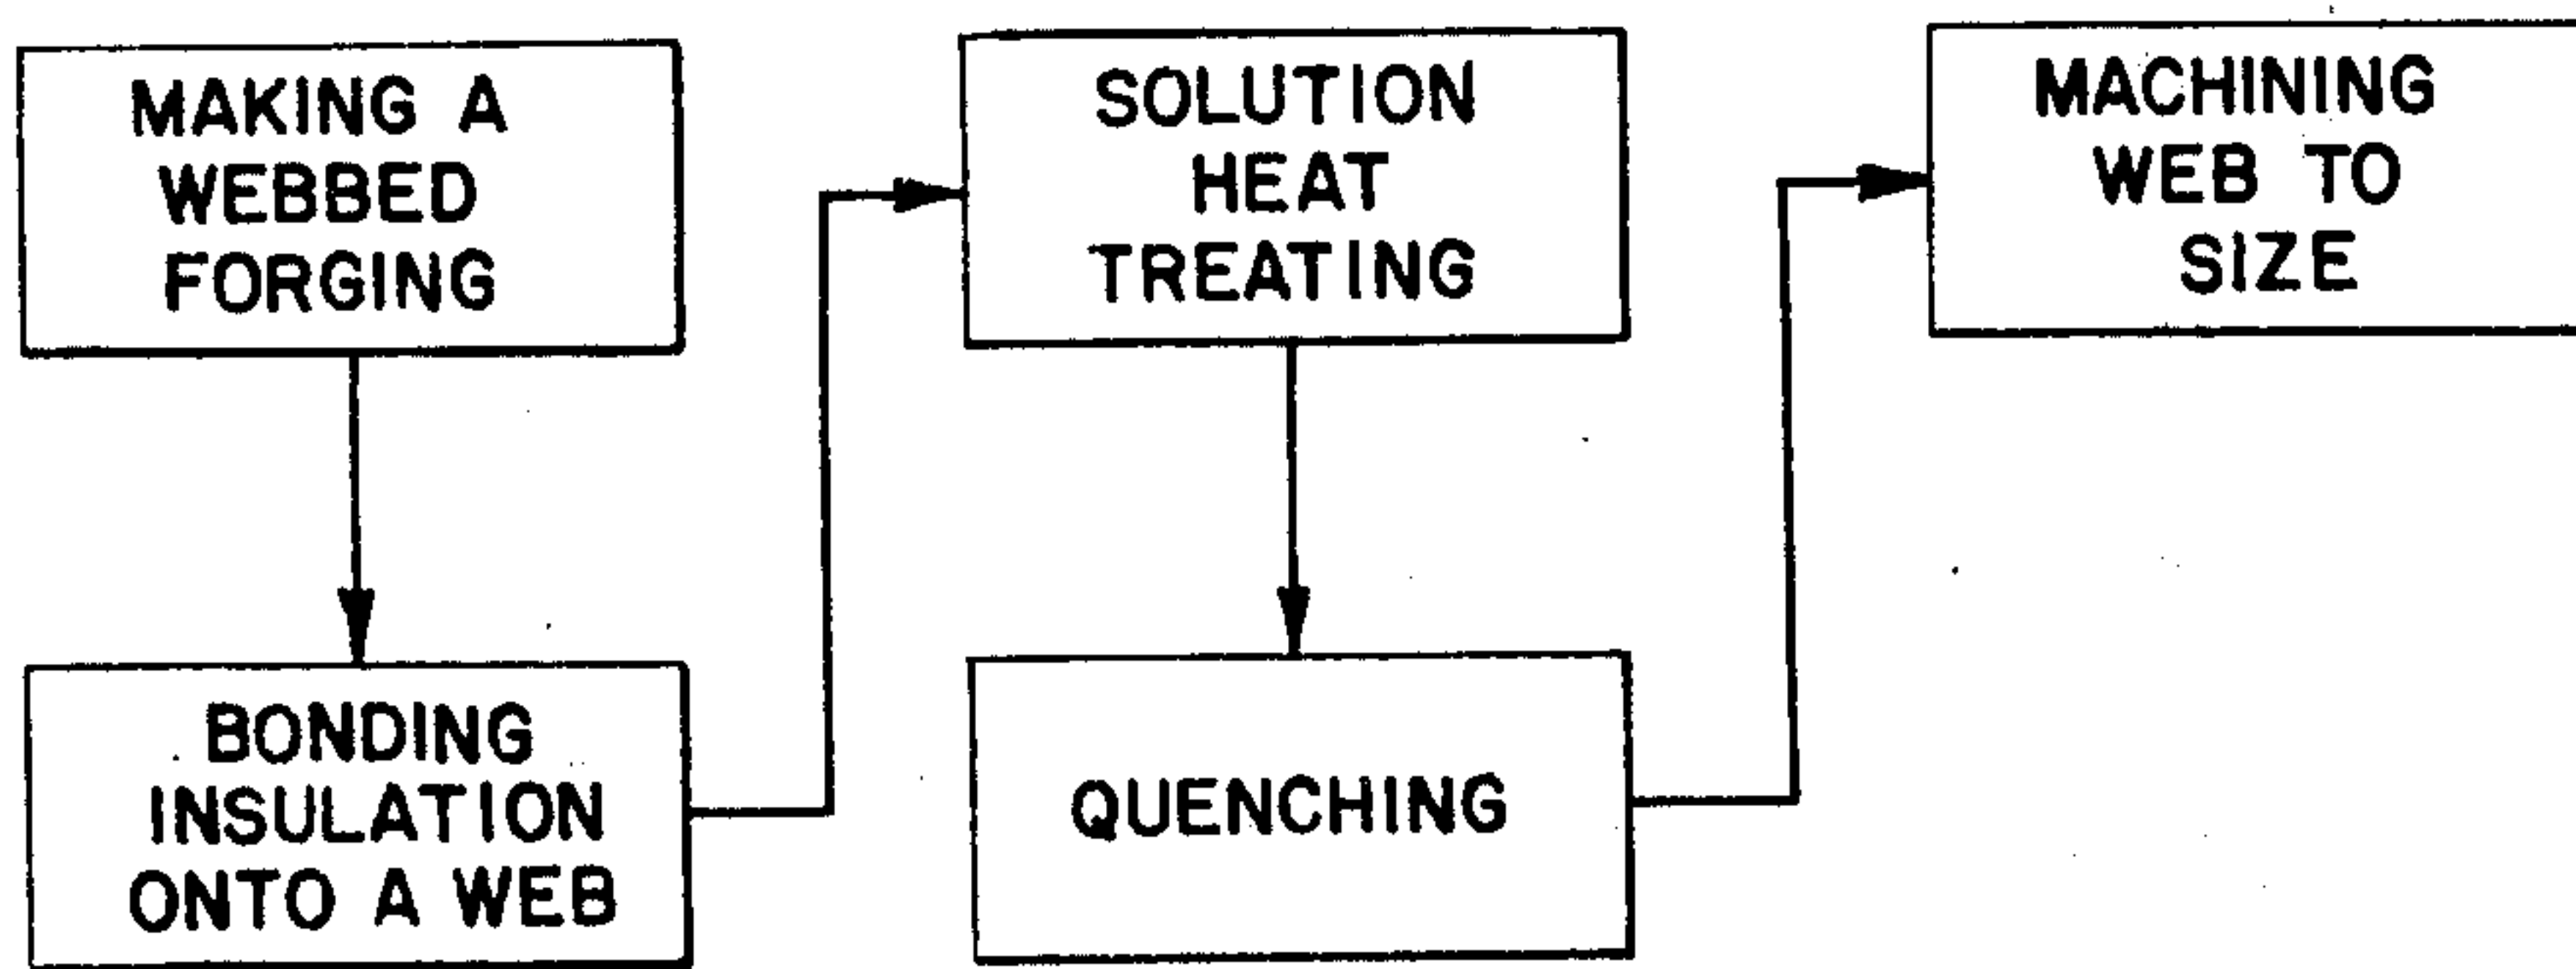 MAKING A
WEBBED
FORGING
BONDING
INSULATION
ONTO A WEB
SOLUTION
HEAT
TREATING
QUENCHING
MACHINING
WEB TO
SIZE